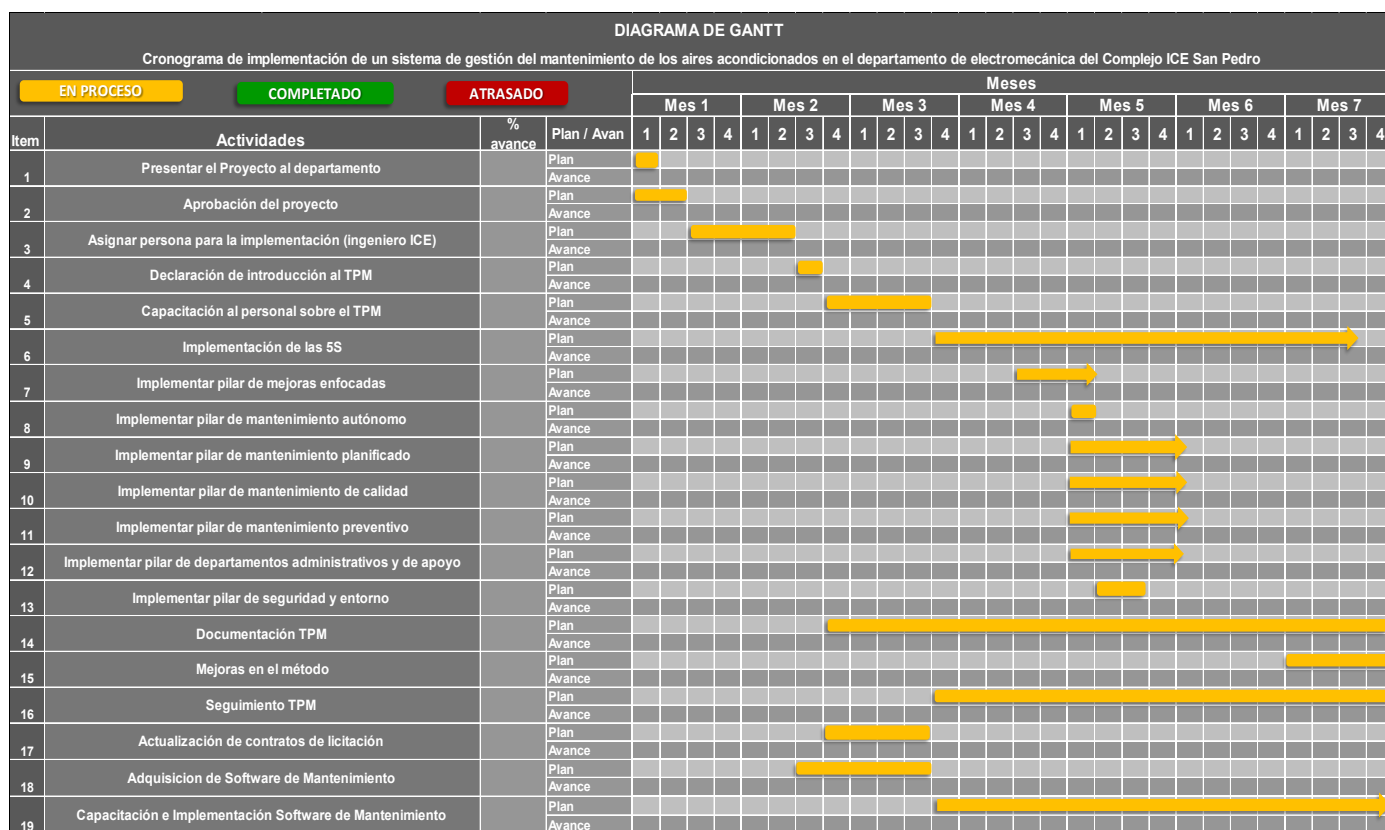 DIAGRAMA DE GANTT
Cronograma de implementación de un sistema de gestión del mantenimiento de los aires acondicionados en el departamento de electromecánica del Complejo ICE San Pedro
EN PROCESO COMPLETADO ATRASADO Meses
Mes 1 Mes 2 Mes 3 Mes 4 Mes 5 Mes 6 Mes 7
Item Actividades % avance Plan / Avan 1 2 3 4 1 2 3 4 1 2 3 4 1 2 3 4 1 2 3 4 1 2 3 4 1 2 3 4
1 Presentar el Proyecto al departamento Plan
Avance
2 Aprobación del proyecto Plan
Avance
3 Asignar persona para la implementación (ingeniero ICE) Plan
Avance
4 Declaración de introducción al TPM Plan
Avance
5 Capacitación al personal sobre el TPM Plan
Avance
6 Implementación de las 5S Plan
Avance
7 Implementar pilar de mejoras enfocadas Plan
Avance
8 Implementar pilar de mantenimiento autónomo Plan
Avance
9 Implementar pilar de mantenimiento planificado Plan
Avance
10 Implementar pilar de mantenimiento de calidad Plan
Avance
11 Implementar pilar de mantenimiento preventivo Plan
Avance
12 Implementar pilar de departamentos administrativos y de apoyo Plan
Avance
13 Implementar pilar de seguridad y entorno Plan
Avance
14 Documentación TPM Plan
Avance
15 Mejoras en el método Plan
Avance
16 Seguimiento TPM Plan
Avance
17 Actualización de contratos de licitación Plan
Avance
18 Adquisicion de Software de Mantenimiento Plan
Avance
19 Capacitación e Implementación Software de Mantenimiento Plan
Avance